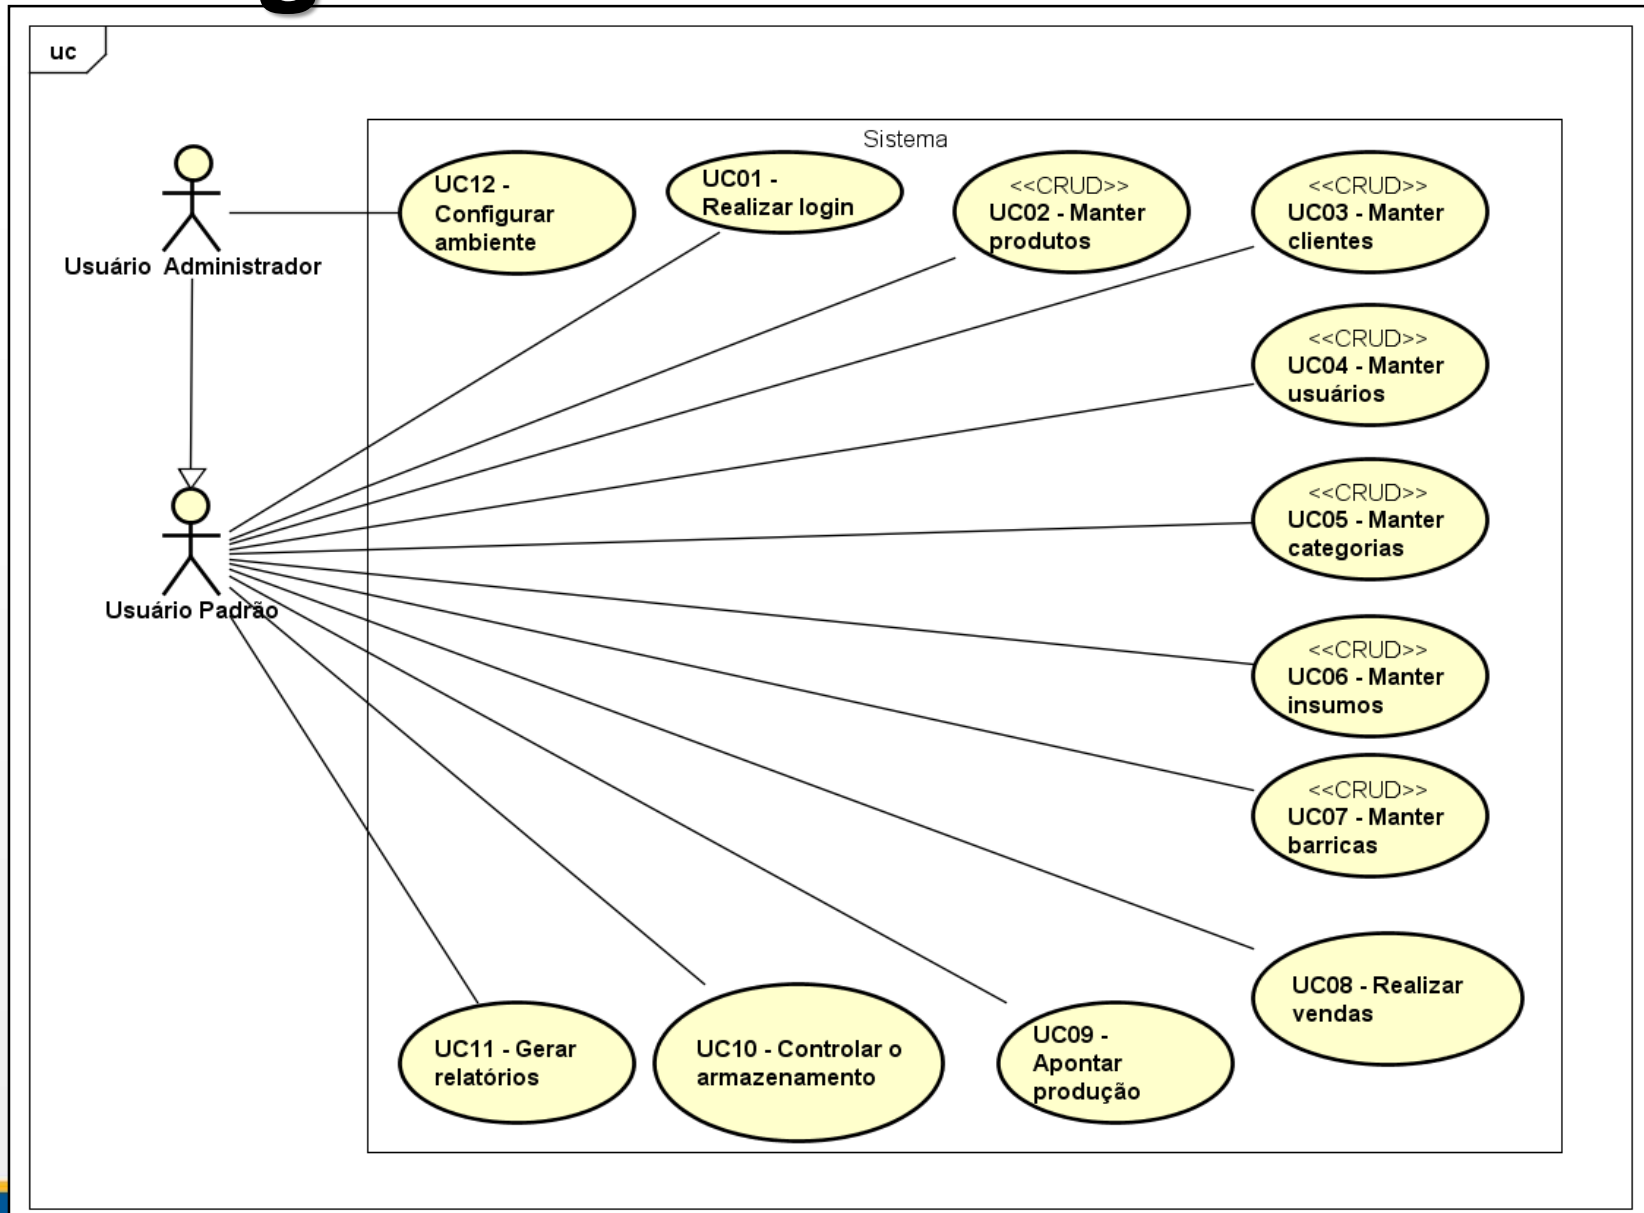 uc
Sistema
UC12 -
Configurar
ambiente
UC01 -
Realizar login
<<CRUD>>
UC02 - Manter
produtos
<<CRUD>>
UC03 - Manter
clientes
Usuário  Administrador
<<CRUD>>
UC04 - Manter
usuários
<<CRUD>>
UC05 - Manter
categorias
Usuário Padrão
<<CRUD>>
UC06 - Manter
insumos
<<CRUD>>
UC07 - Manter
barricas
UC08 - Realizar
vendas
UC09 -
Apontar
produção
UC10 - Controlar o
armazenamento
UC11 - Gerar
relatórios